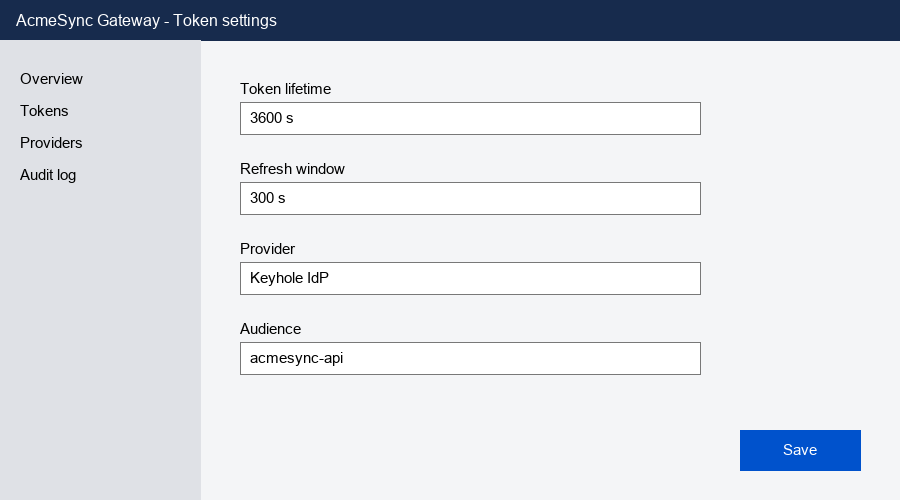 AcmeSync Gateway - Token settings
Overview
Tokens
Providers
Audit log
Token lifetime
3600 s
Refresh window
300 s
Provider
Keyhole IdP
Audience
acmesync-api
Save